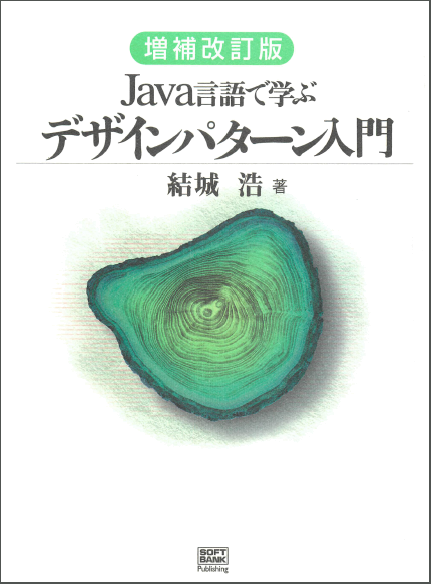 増補改訂版
Java言語で学ぶ
デザインパターン入門
結城 浩 著
SOFT
BANK
Publishing